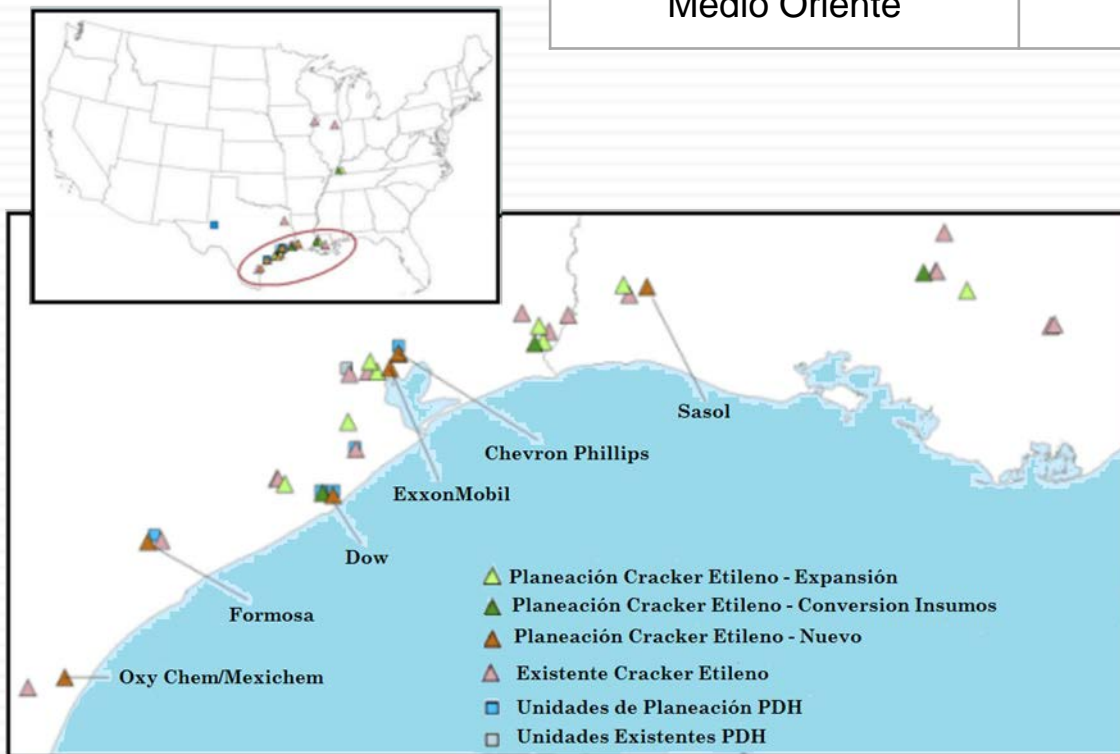 Medio Oriente
Sasol
Chevron Phillips
ExxonMobil
Dow
Formosa
Oxy Chem/Mexichem
Planeación Cracker Etileno - Expansión
Planeación Cracker Etileno - Conversion Insumos
Planeación Cracker Etileno - Nuevo
Existente Cracker Etileno
Unidades de Planeación PDH
Unidades Existentes PDH